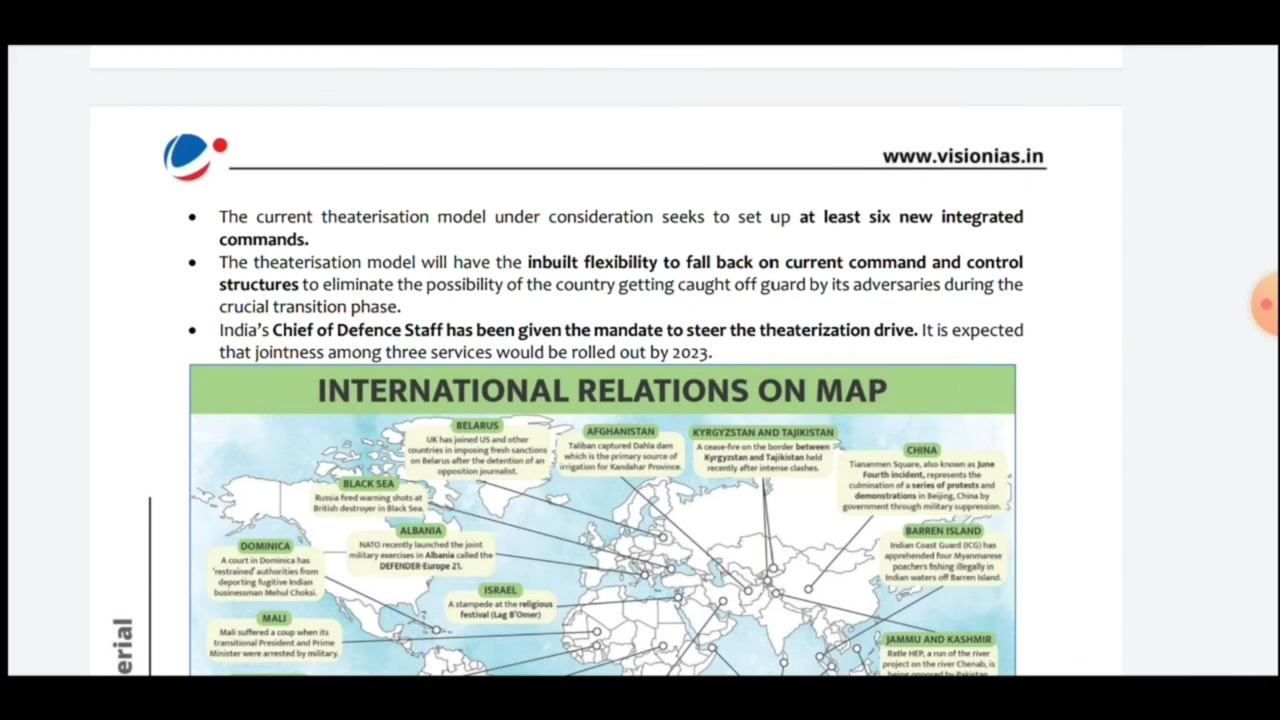 www.visionias.in
• The current theaterisation model under consideration seeks to set up at least six new integrated
commands.
• The theaterisation model will have the inbuilt flexibility to fall back on current command and control
structures to eliminate the possibility of the country getting caught off guard by its adversaries during the
crucial transition phase.
• India's Chief of Defence Staff has been given the mandate to steer the theaterization drive. It is expected
that jointness among three services would be rolled out by 2023.
INTERNATIONAL RELATIONS ON MAP
BELARUS
UK has joined US and other
countries in imposing fresh sanctions
on Belarus after the detention of an
opposition journalist.
AFGHANISTAN
Taliban captured Dahla dam
which is the primary source of
irrigation for Kandahar Province.
KYRGYZSTAN AND TAJIKISTAN
A cease-fire on the border between
Kyrgyzstan and Tajikistan held
recently after intense clashes.
CHINA
Tiananmen Square, also known as June
Fourth incident, represents the
culmination of a series of protests and
demonstrations in Beijing, China by
government through military suppression.
BLACK SEA
Russia fired warning shots at
British destroyer in Black Sea.
ALBANIA
NATO recently launched the joint
military exercises in Albania called the
DEFENDER-Europe 21.
BARREN ISLAND
Indian Coast Guard (ICG) has
apprehended four Myanmarese
poachers fishing illegally in
Indian waters off Barren Island.
DOMINICA
A court in Dominica has
'restrained' authorities from
deporting fugitive Indian
businessman Mehul Choksi.
ISRAEL
A stampede at the religious
festival (Lag B'Omer)
MALI
Mali suffered a coup when its
transitional President and Prime
Minister were arrested by military.
JAMMU AND KASHMIR
Ratle HEP, a run of the river
project on the river Chenab, is
being opposed by Pakistan
erial